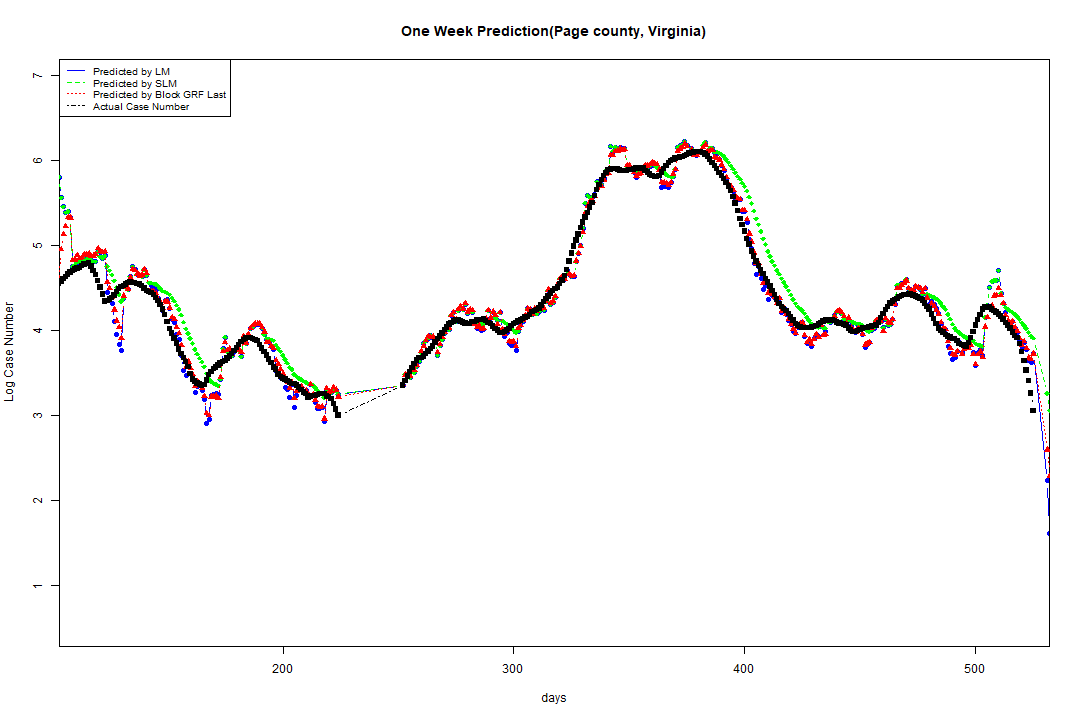 One Week Prediction(Page county, Virginia)
Predicted by LM
Predicted by SLM
Predicted by Block GRF Last
Actual Case Number
7
6
5
4
3
2
1
Log Case Number
200 300 400 500
days